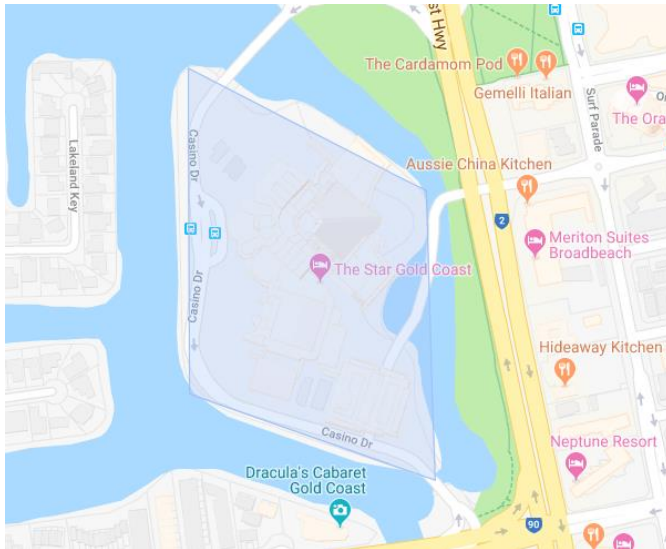 st Hwy
The Cardamom Pod
Gemelli Italian
Surf Parade
The Ora
Or
Casino Dr
Lakeland Key
Aussie China Kitchen
2
Meriton Suites
Broadbeach
The Star Gold Coast
Casino Dr
Hideaway Kitchen
Casino Dr
Neptune Resort
Dracula's Cabaret
Gold Coast
90